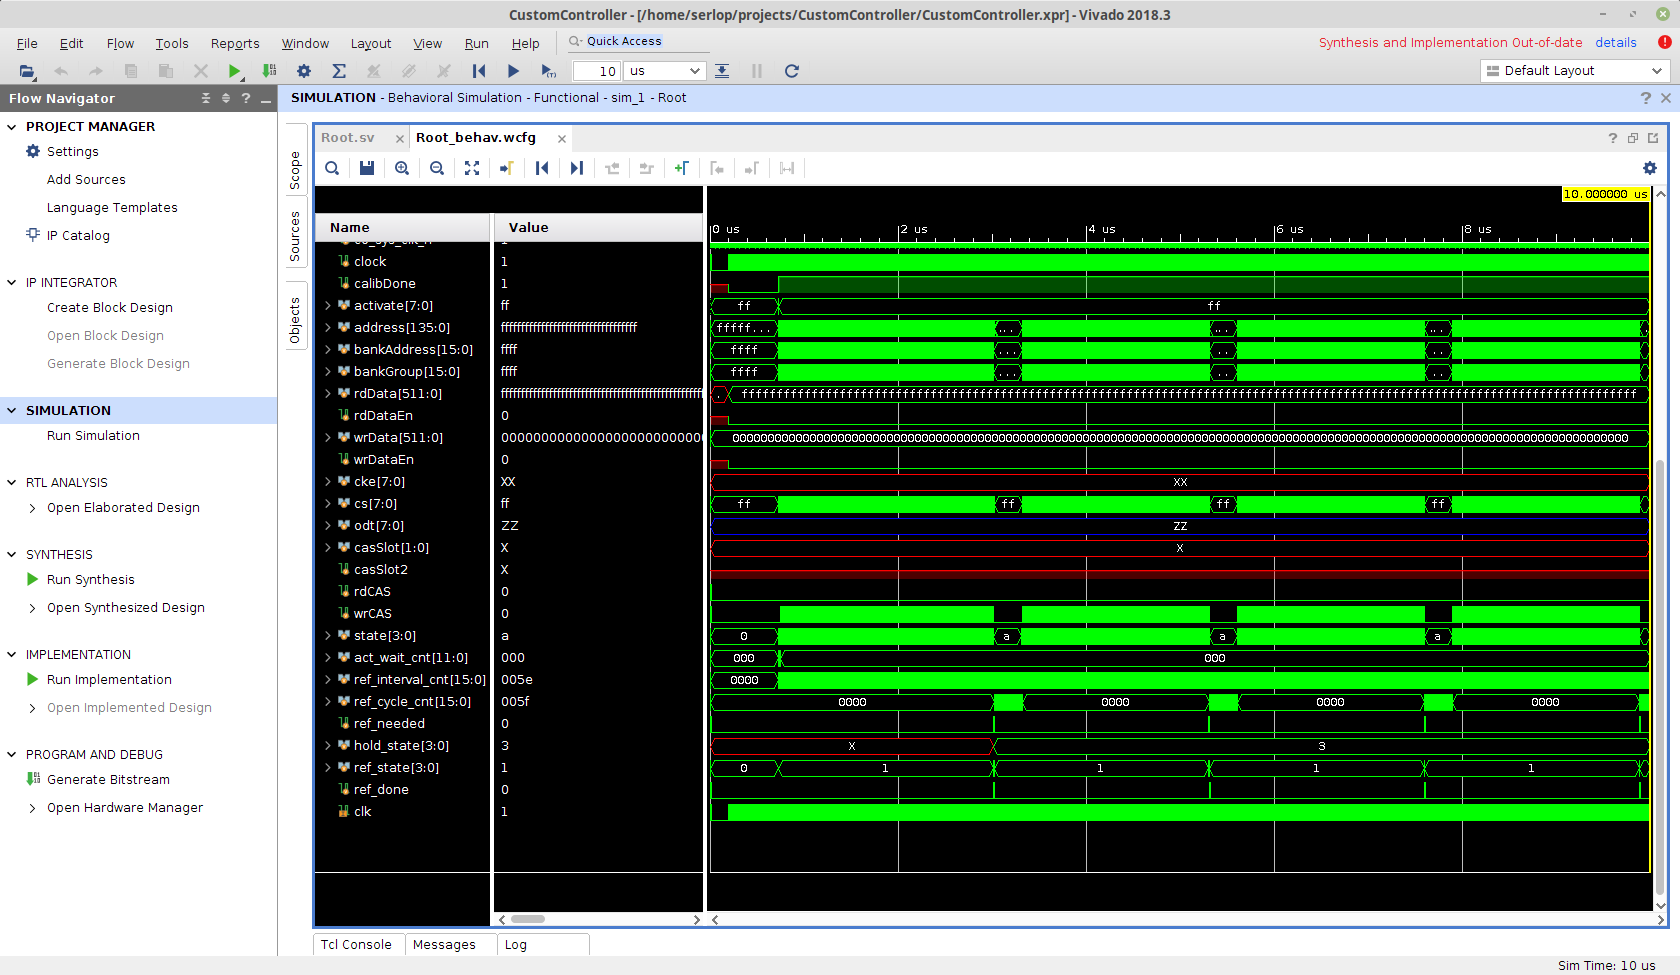 CustomController - [/home/serlop/projects/CustomController/CustomController.xpr] - Vivado 2018.3
File Edit Flow Tools Reports Window Layout View Run Help Quick Access
Synthesis and Implementation Out-of-date details
10 us
Default Layout
Flow Navigator
SIMULATION - Behavioral Simulation - Functional - sim_1 - Root
PROJECT MANAGER
Settings
Add Sources
Language Templates
IP Catalog
IP INTEGRATOR
Create Block Design
Open Block Design
Generate Block Design
SIMULATION
Run Simulation
RTL ANALYSIS
Open Elaborated Design
SYNTHESIS
Run Synthesis
Open Synthesized Design
IMPLEMENTATION
Run Implementation
Open Implemented Design
PROGRAM AND DEBUG
Generate Bitstream
Open Hardware Manager
Scope
Sources
Objects
Root.sv
Root_behav.wcfg
10.000000 us
Name Value
0 us 2 us 4 us 6 us 8 us
clock 1
calibDone 1
activate[7:0] ff ff ff
address[135:0] ffffffffffffffffffffffffffffffffff fffff... ... .. ..
bankAddress[15:0] ffff ffff ... .. ..
bankGroup[15:0] ffff ffff ... .. ..
rdData[511:0]
rdDataEn 0
wrData[511:0]
wrDataEn 0
cke[7:0] XX XX
cs[7:0] ff ff ff ff ff
odt[7:0] ZZ ZZ
casSlot[1:0] X X
casSlot2 X
rdCAS 0
wrCAS 0
state[3:0] a 0 a a a
act_wait_cnt[11:0] 000 000 000
ref_interval_cnt[15:0] 005e 0000
ref_cycle_cnt[15:0] 005f 0000 0000 0000 0000
ref_needed 0
hold_state[3:0] 3 X 3
ref_state[3:0] 1 0 1 1 1 1
ref_done 0
clk 1
Tcl Console Messages Log
Sim Time: 10 us